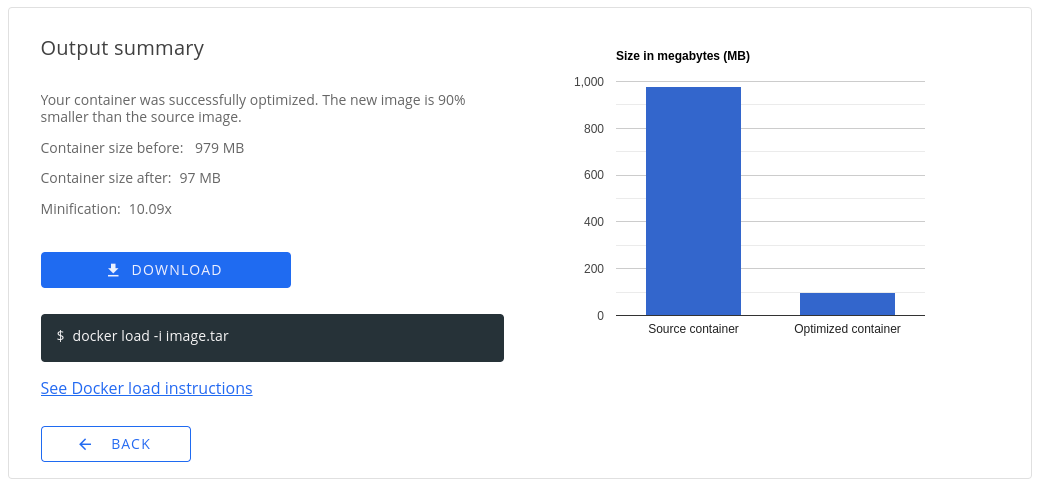 Output summary
Your container was successfully optimized. The new image is 90%
smaller than the source image.
Container size before: 979 MB
Container size after: 97 MB
Minification: 10.09x
DOWNLOAD
$ docker load -i image.tar
See Docker load instructions
BACK
Size in megabytes (MB)
1,000
800
600
400
200
0
Source container
Optimized container